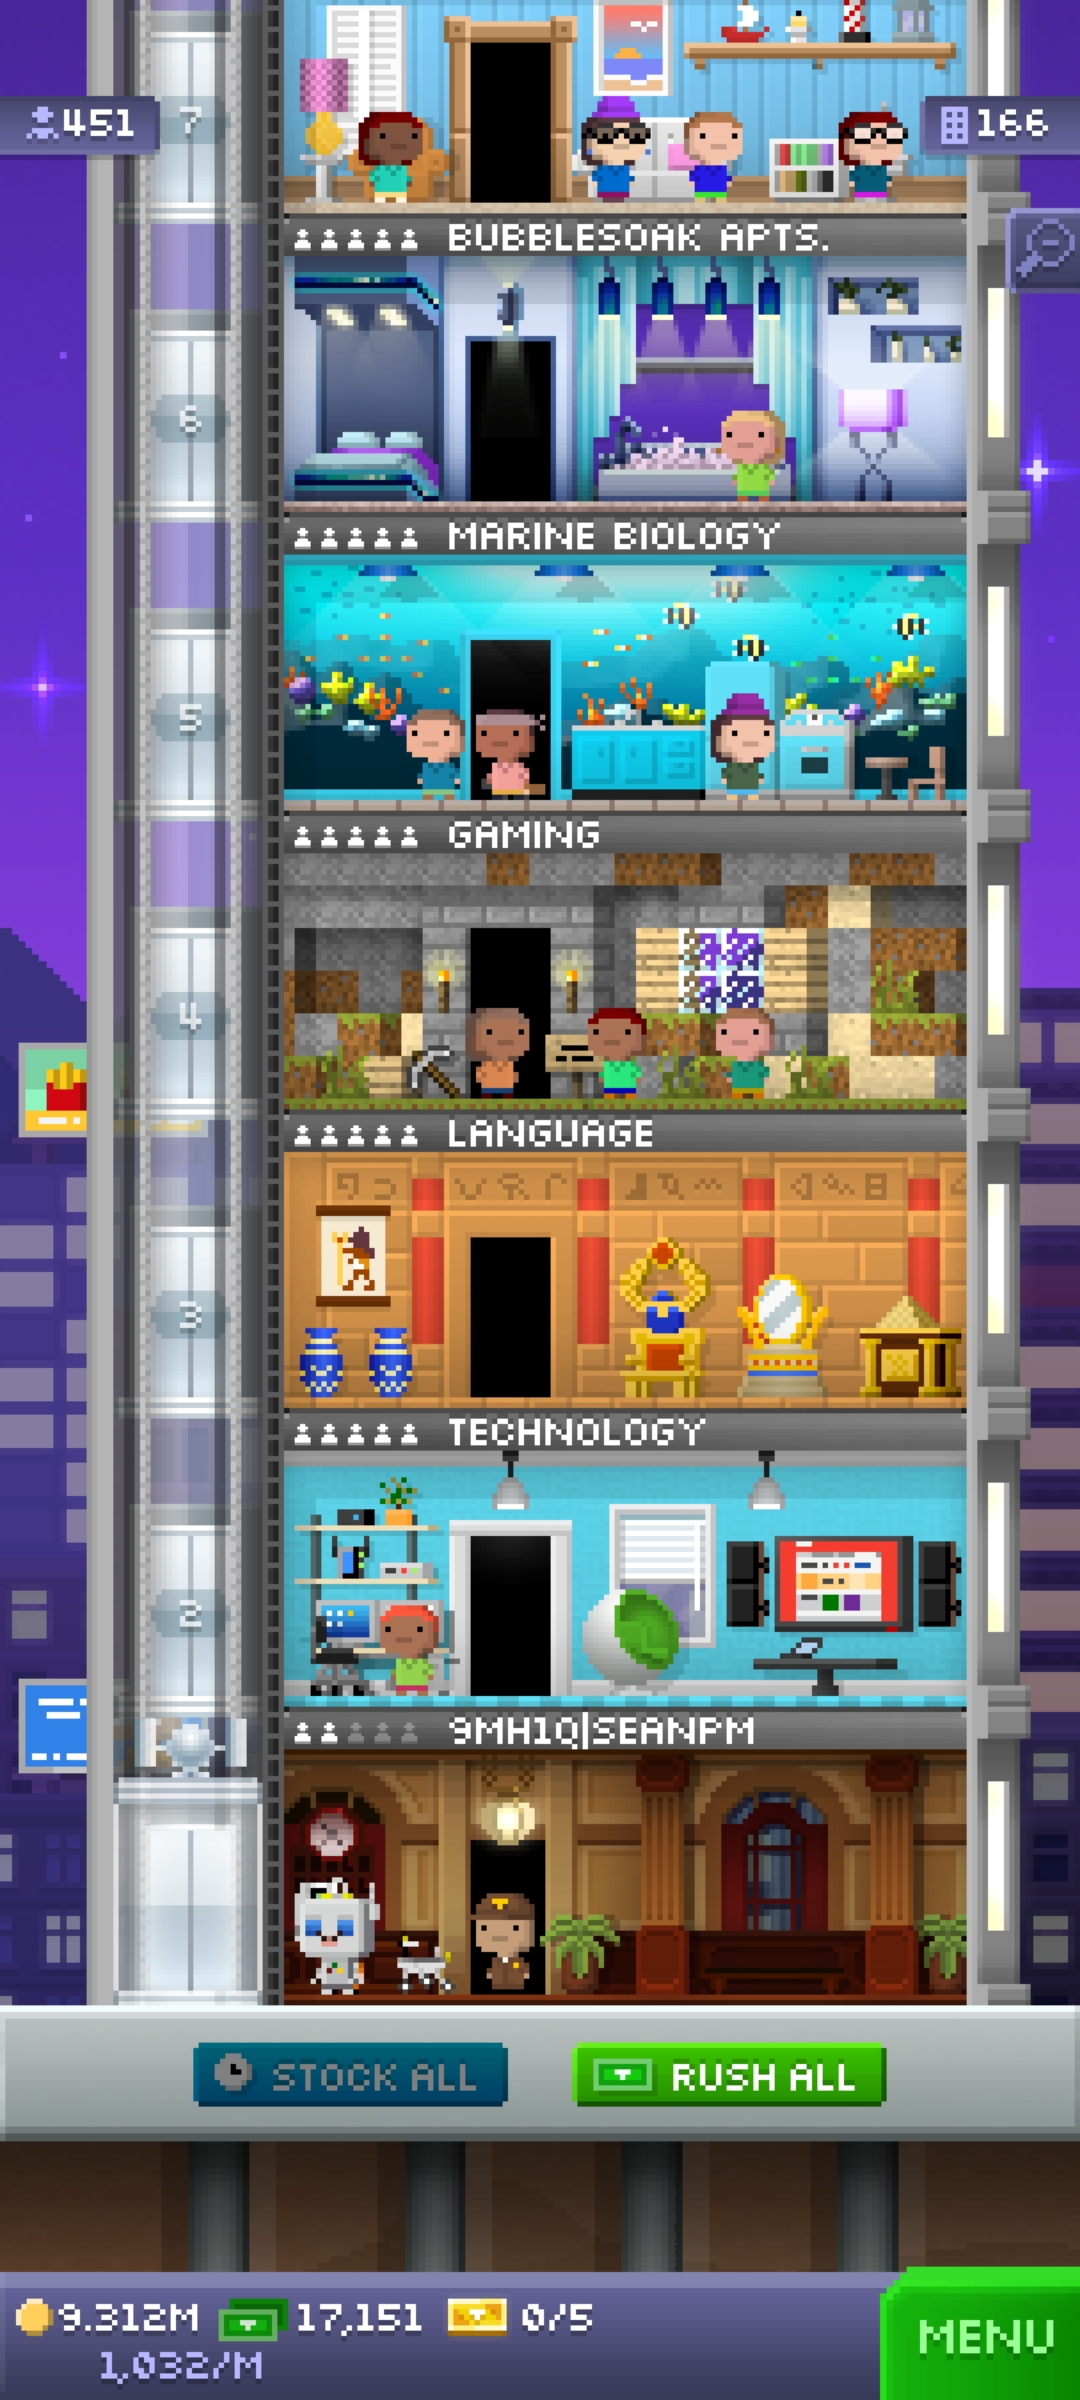 451
7
166
BUBBLESOAK APTS.
6
MARINE BIOLOGY
5
GAMING
4
LANGUAGE
3
TECHNOLOGY
2
9MH1Q|SEANPM
STOCK ALL
RUSH ALL
9.312M
17,151
0/5
1,032/M
MENU